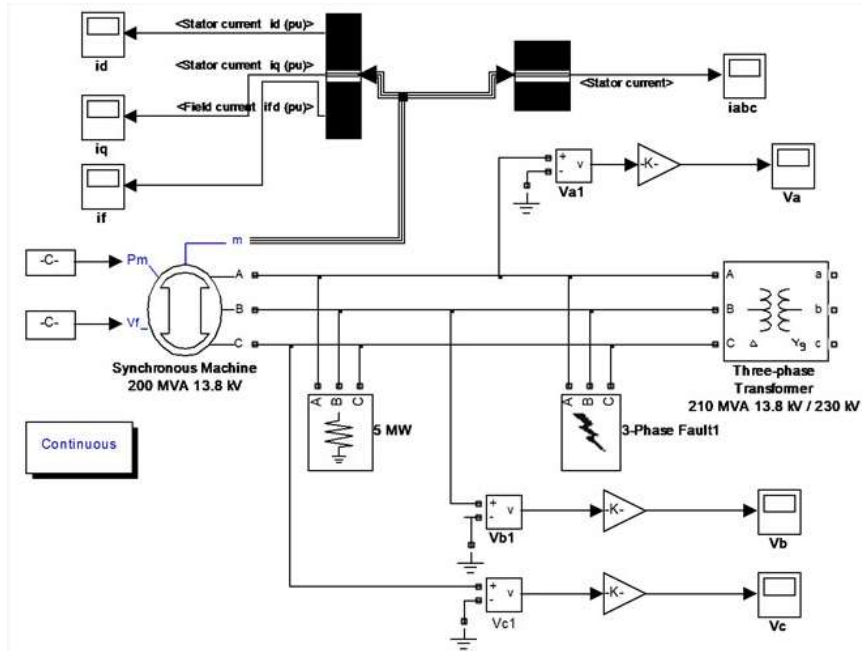 <Stator current id (pu)>
id
<Stator current iq (pu)>
<Stator current>
iabc
<Field current ifd (pu)>
iq
if
+
-
v
Va1
-K-
Va
m
-C-
Pm
A
B
C
-C-
Vf
Synchronous Machine
200 MVA 13.8 kV
A
B
C
a
b
c
Δ
Yg
Three-phase
Transformer
210 MVA 13.8 kV / 230 kV
A
B
C
5 MW
A
B
C
3-Phase Fault1
Continuous
+
-
v
Vb1
-K-
Vb
+
-
v
Vc1
-K-
Vc